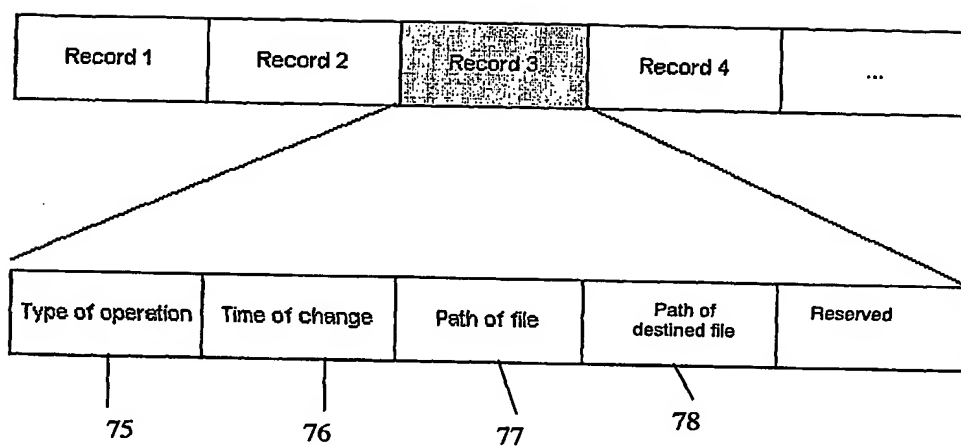 Record 1 Record 2 Record 3 Record 4 ...
Type of operation Time of change Path of file Path of destined file Reserved
75 76 77 78